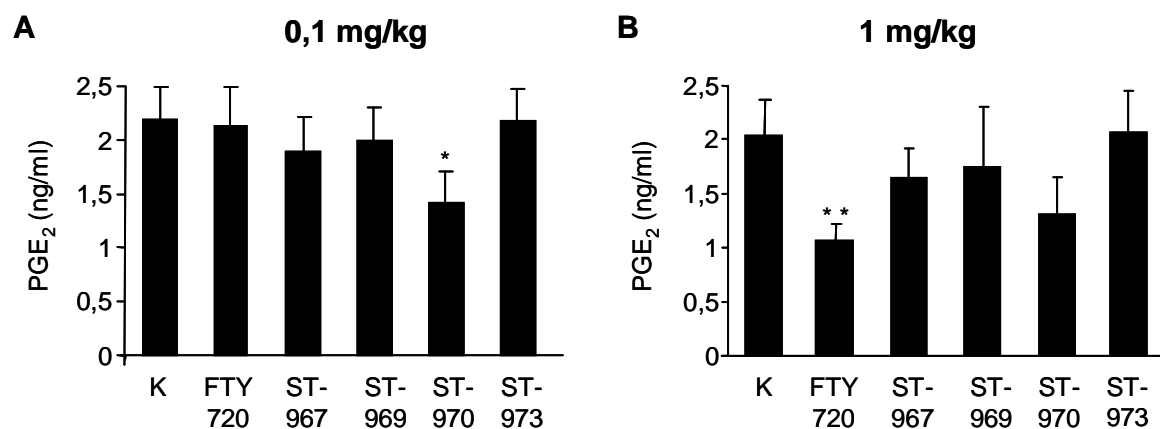 A
0,1 mg/kg
PGE2 (ng/ml)
2,5
2
1,5
1
0,5
0
*
K
FTY
720
ST-
967
ST-
969
ST-
970
ST-
973
B
1 mg/kg
PGE2 (ng/ml)
2,5
2
1,5
1
0,5
0
* *
K
FTY
720
ST-
967
ST-
969
ST-
970
ST-
973